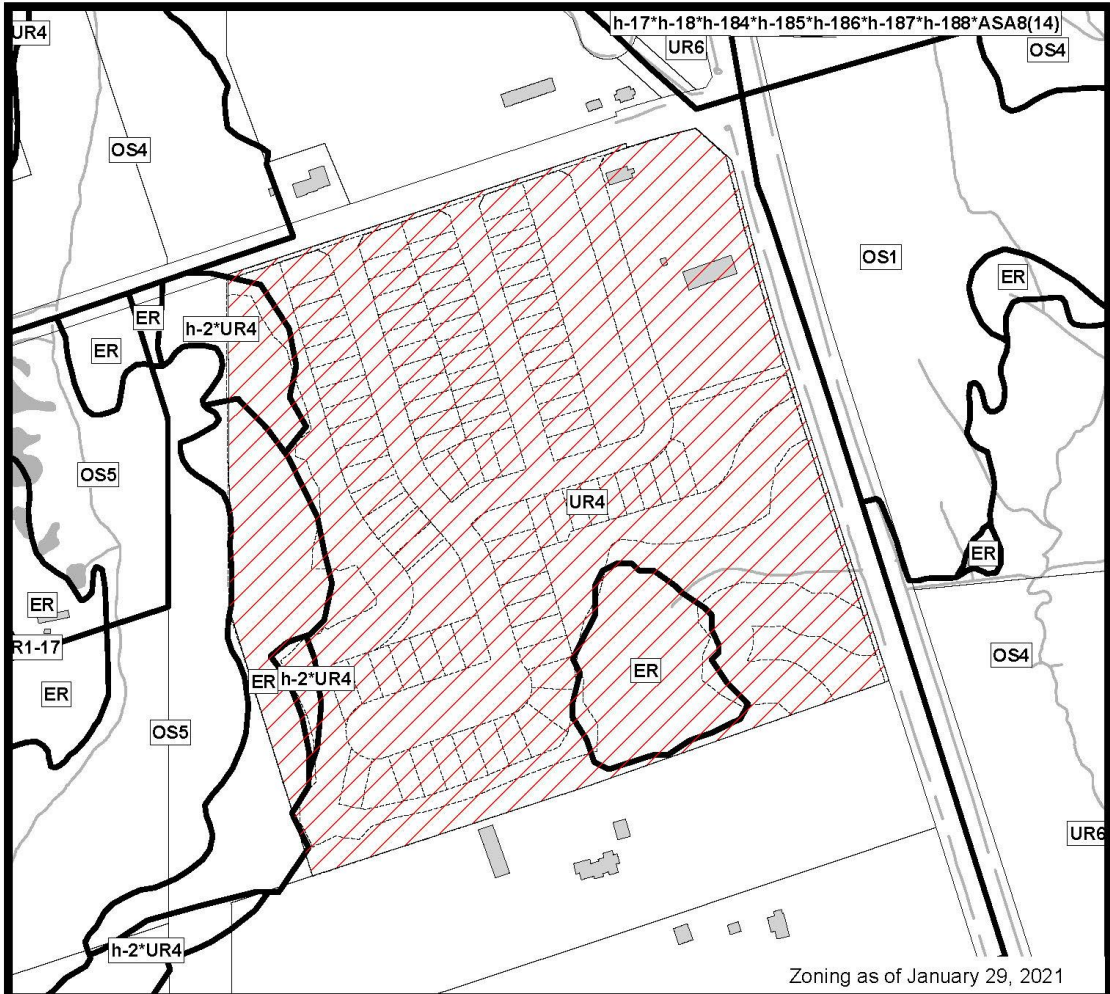 h-17*h-18*h-184*h-185*h-186*h-187*h-188*ASA8(14)
UR4
UR6
OS4
OS4
OS1
ER
ER
h-2*UR4
ER
OS5
UR4
ER
ER
R1-17
ER
ER
h-2*UR4
ER
OS4
OS5
UR6
h-2*UR4
Zoning as of January 29, 2021